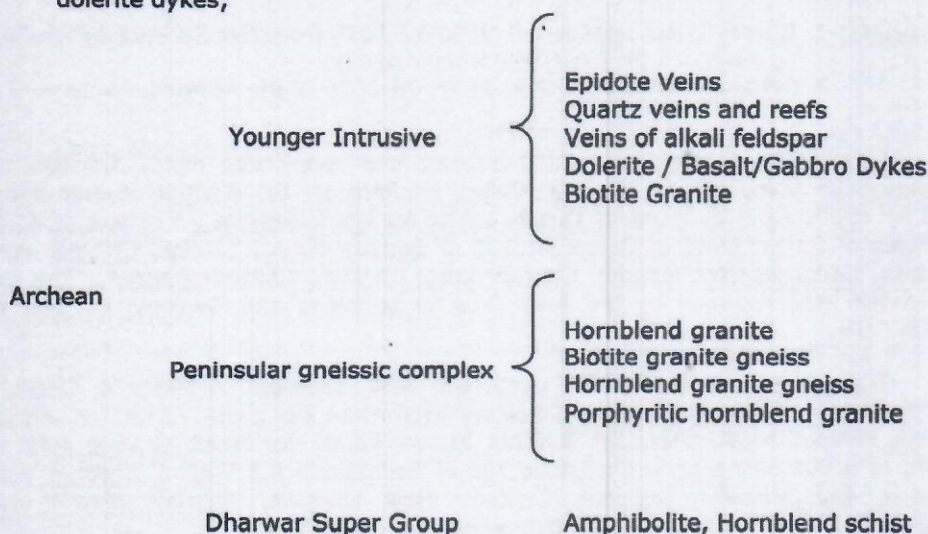 dolerite dykes,
Younger Intrusive
Epidote Veins
Quartz veins and reefs
Veins of alkali feldspar
Dolerite / Basalt/Gabbro Dykes
Biotite Granite
Archean
Peninsular gneissic complex
Hornblend granite
Biotite granite gneiss
Hornblend granite gneiss
Porphyritic hornblend granite
Dharwar Super Group Amphibolite, Hornblend schist